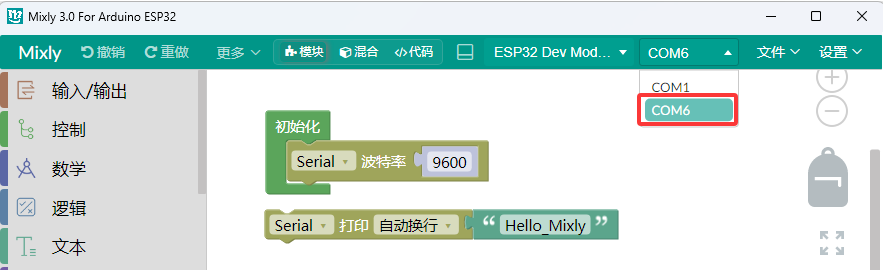 Mixly 3.0 For Arduino ESP32
Mixly 撤销 重做 更多 模块 混合 代码 ESP32 Dev Mod... COM6 文件 设置
COM1
COM6
输入/输出
控制
数学
逻辑
文本
初始化
Serial 波特率 9600
Serial 打印 自动换行 “ Hello_Mixly ”